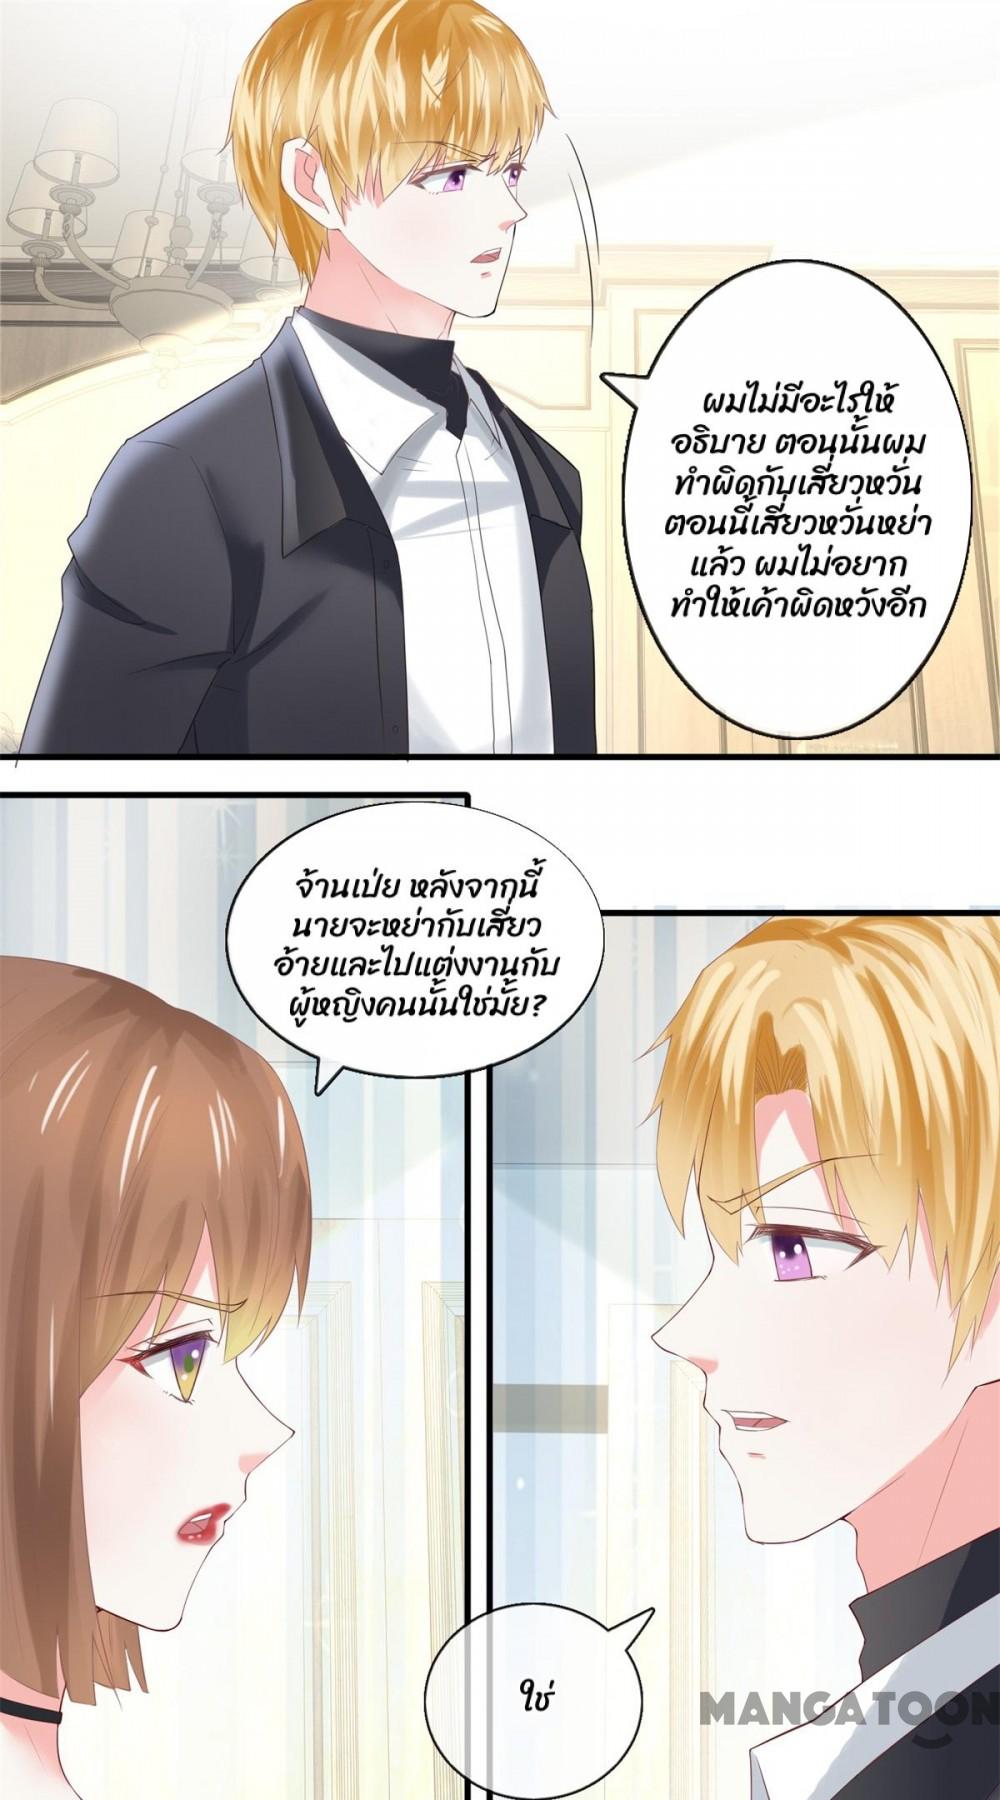 ผมไม่มีอะไรให้
อธิบาย ตอนนั้นผม
ทำผิดกับเสี่ยวหวั่น
ตอนนี้เสี่ยวหวั่นหย่า
แล้ว ผมไม่อยาก
ทำให้เค้าผิดหวังอีก
จ้านเป่ย หลังจากนี้
นายจะหย่ากับเสี่ยว
อ้ายและไปแต่งงานกับ
ผู้หญิงคนนั้นใช่มั้ย?
ใช่
MANGATOON